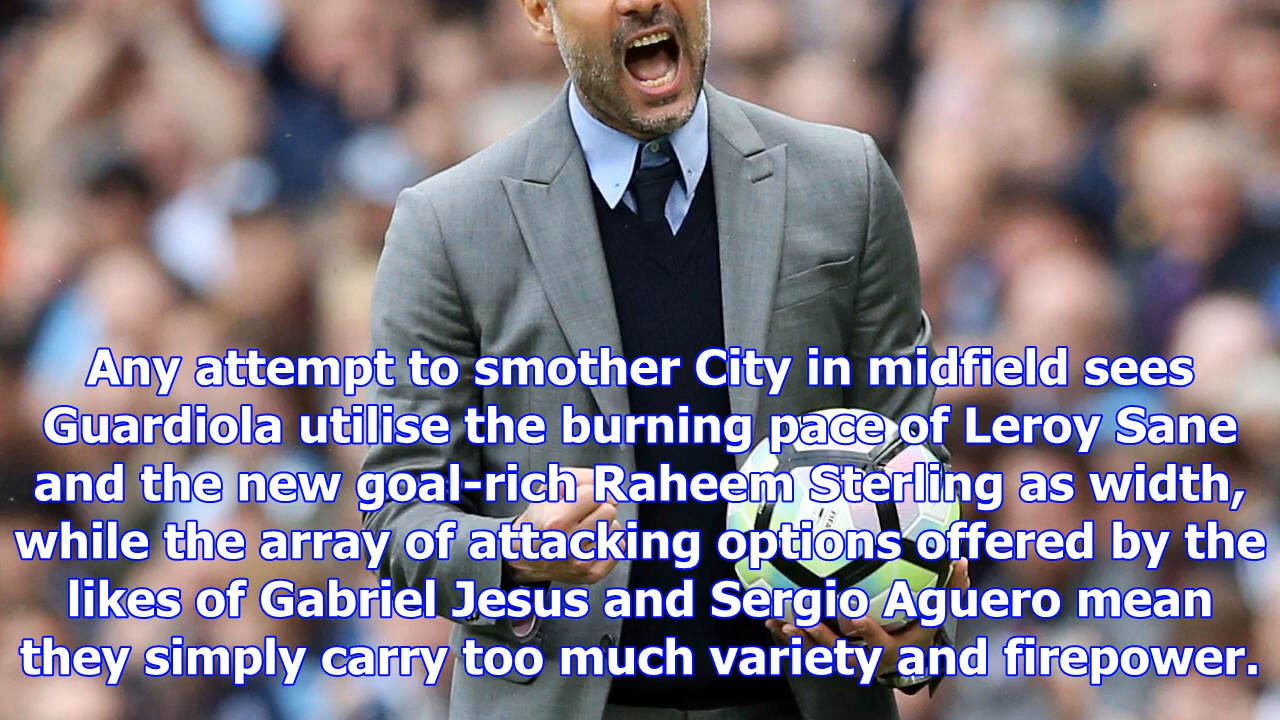 Any attempt to smother City in midfield sees
Guardiola utilise the burning pace of Leroy Sane
and the new goal-rich Raheem Sterling as width,
while the array of attacking options offered by the
likes of Gabriel Jesus and Sergio Aguero mean
they simply carry too much variety and firepower.